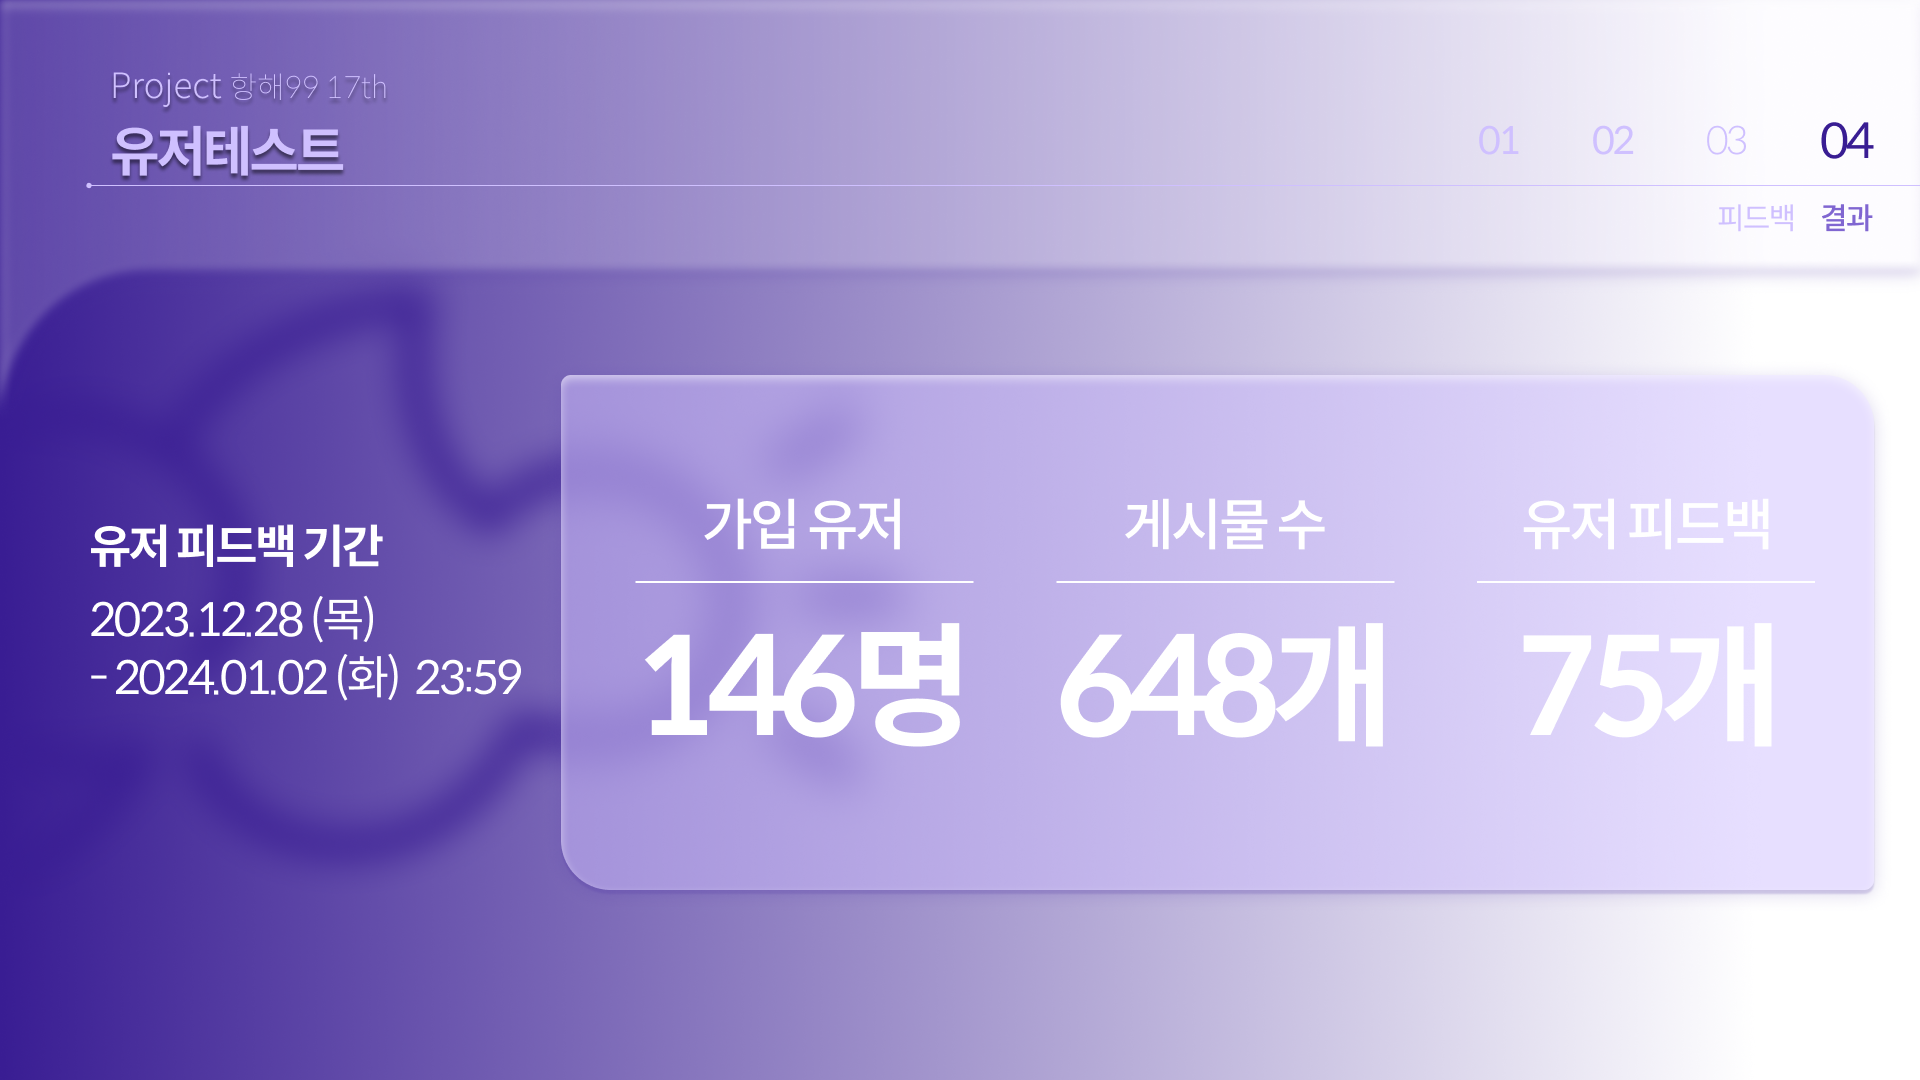 Project 항해99 17th
유저테스트
01 02 03 04
피드백 결과
유저 피드백 기간
2023.12.28 (목)
- 2024.01.02 (화) 23:59
가입 유저
146명
게시물 수
648개
유저 피드백
75개